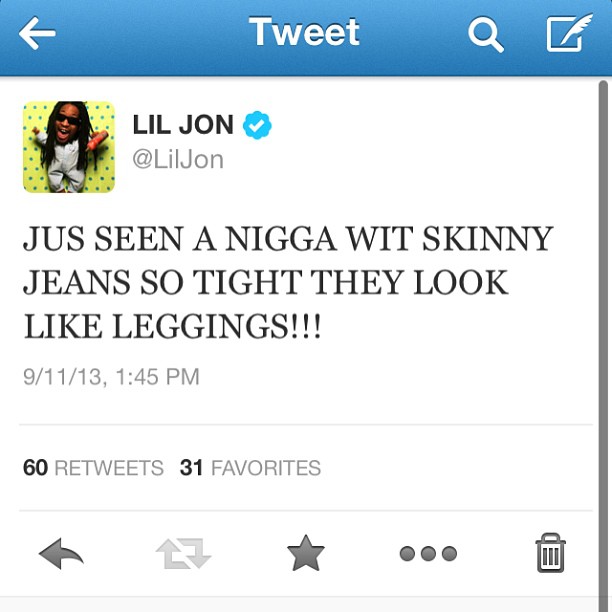 Tweet
LIL JON
@LilJon
JUS SEEN A NIGGA WIT SKINNY
JEANS SO TIGHT THEY LOOK
LIKE LEGGINGS!!!
9/11/13, 1:45 PM
60 RETWEETS 31 FAVORITES